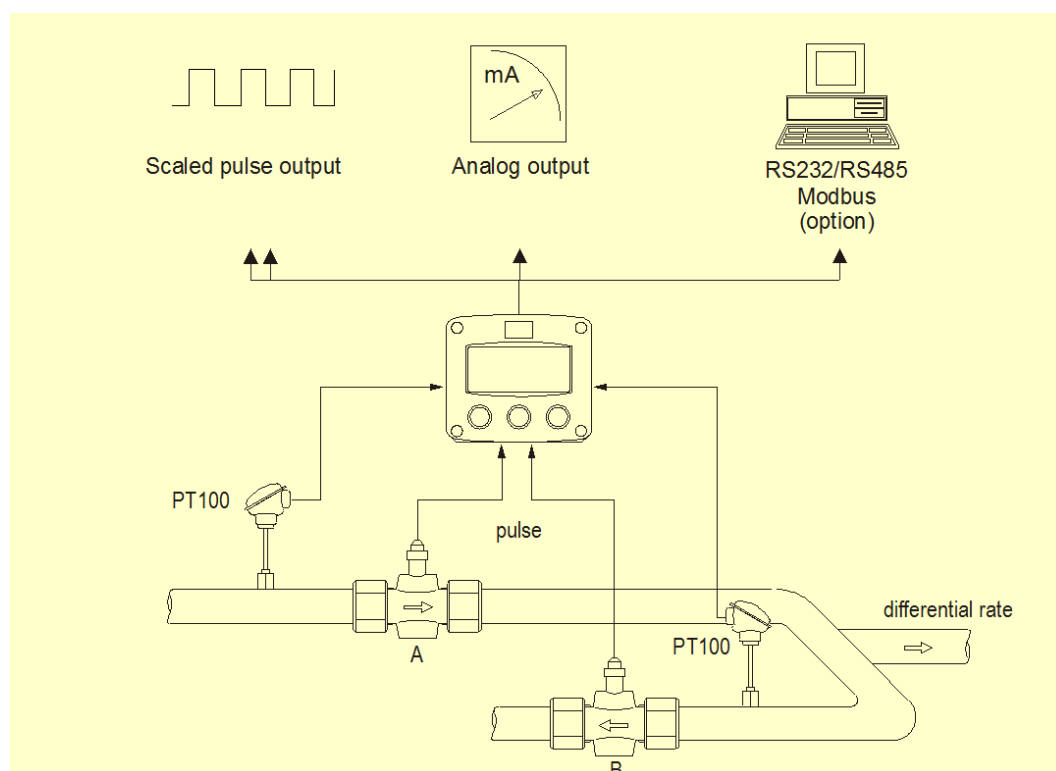 mA
Scaled pulse output
Analog output
RS232/RS485
Modbus
(option)
PT100
pulse
differential rate
A
PT100
B